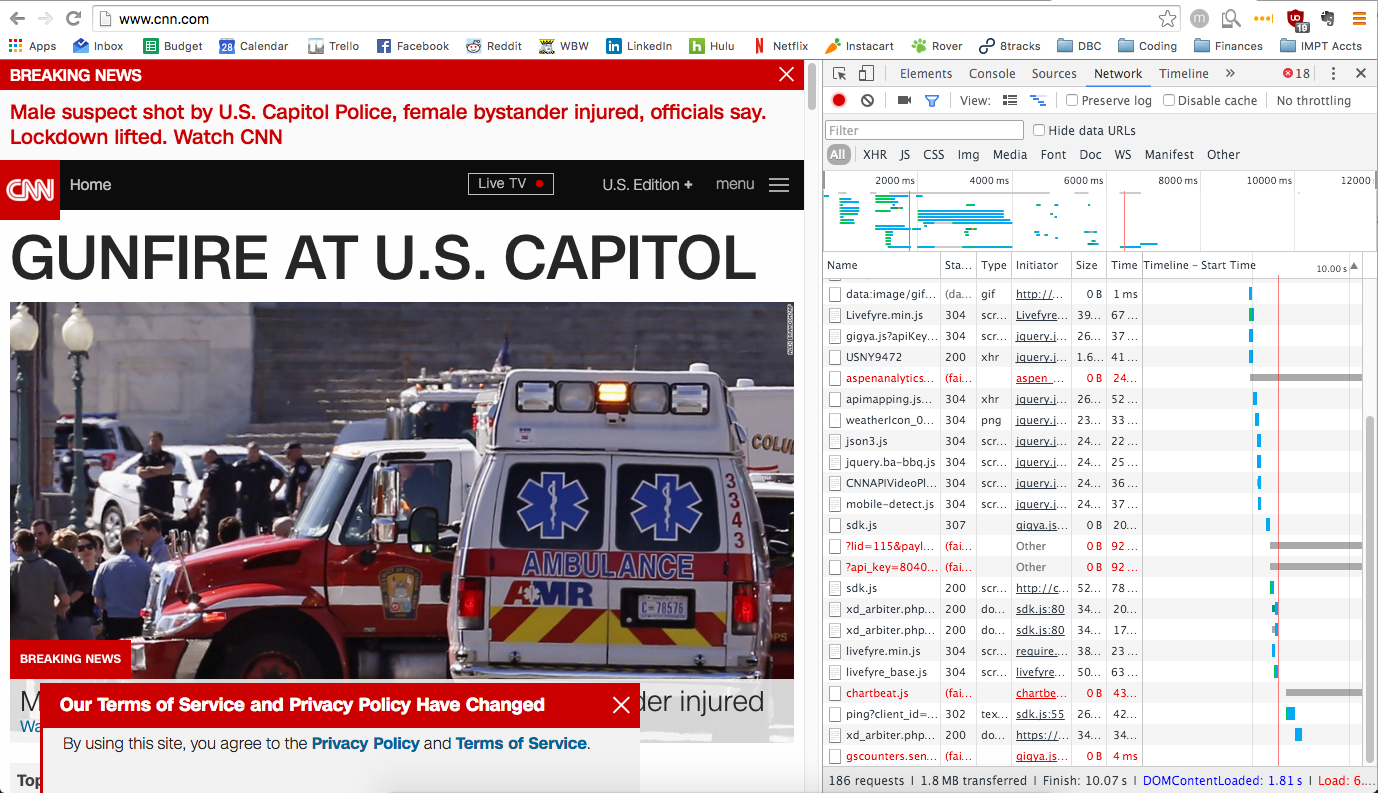 www.cnn.com
Apps Inbox Budget Calendar Trello Facebook Reddit WBW LinkedIn Hulu Netflix Instacart Rover 8tracks DBC Coding Finances IMPT Accts
BREAKING NEWS
Male suspect shot by U.S. Capitol Police, female bystander injured, officials say.
Lockdown lifted. Watch CNN
CNN Home Live TV U.S. Edition + menu
GUNFIRE AT U.S. CAPITOL
COLU
3
3
4
3
AMBULANCE
AMR
C-78576
BREAKING NEWS
M
der injured
Wa
Our Terms of Service and Privacy Policy Have Changed
By using this site, you agree to the Privacy Policy and Terms of Service.
Top
Elements Console Sources Network Timeline » 18
View: Preserve log Disable cache No throttling
Filter Hide data URLs
All XHR JS CSS Img Media Font Doc WS Manifest Other
2000 ms 4000 ms 6000 ms 8000 ms 10000 ms 12000
Name Sta... Type Initiator Size Time Timeline – Start Time 10.00 s
data:image/gif... (da... gif http://... 0 B 1 ms
Livefyre.min.js 304 scr... Livefyre... 39... 67 ...
gigya.js?apiKey... 304 scr... jquery.j... 26... 37 ...
USNY9472 200 xhr jquery.j... 1.6... 41 ...
aspenanalytics... (fai... aspen_... 0 B 24...
apimapping.js... 304 xhr jquery.j... 26... 52 ...
weatherIcon_0... 304 png jquery.j... 23... 33 ...
json3.js 304 scr... jquery.j... 24... 22 ...
jquery.ba-bbq.js 304 scr... jquery.j... 24... 25 ...
CNNAPIVideoPl... 304 scr... jquery.j... 24... 36 ...
mobile-detect.js 304 scr... jquery.j... 24... 37 ...
sdk.js 307 gigya.js... 0 B 20...
?lid=115&payl... (fai... Other 0 B 92 ...
?api_key=8040... (fai... Other 0 B 92 ...
sdk.js 200 scr... http://c... 52... 78 ...
xd_arbiter.php... 200 do... sdk.js:80 34... 20...
xd_arbiter.php... 200 do... sdk.js:80 34... 17...
livefyre.min.js 304 scr... require.... 38... 23 ...
livefyre_base.js 304 scr... livefyre... 50... 63 ...
chartbeat.js (fai... chartbe... 0 B 43...
ping?client_id=... 302 tex... sdk.js:55 26... 42...
xd_arbiter.php... 200 do... https://... 34... 34...
gscounters.sen... (fai... gigya.js... 0 B 4 ms
186 requests | 1.8 MB transferred | Finish: 10.07 s | DOMContentLoaded: 1.81 s | Load: 6....